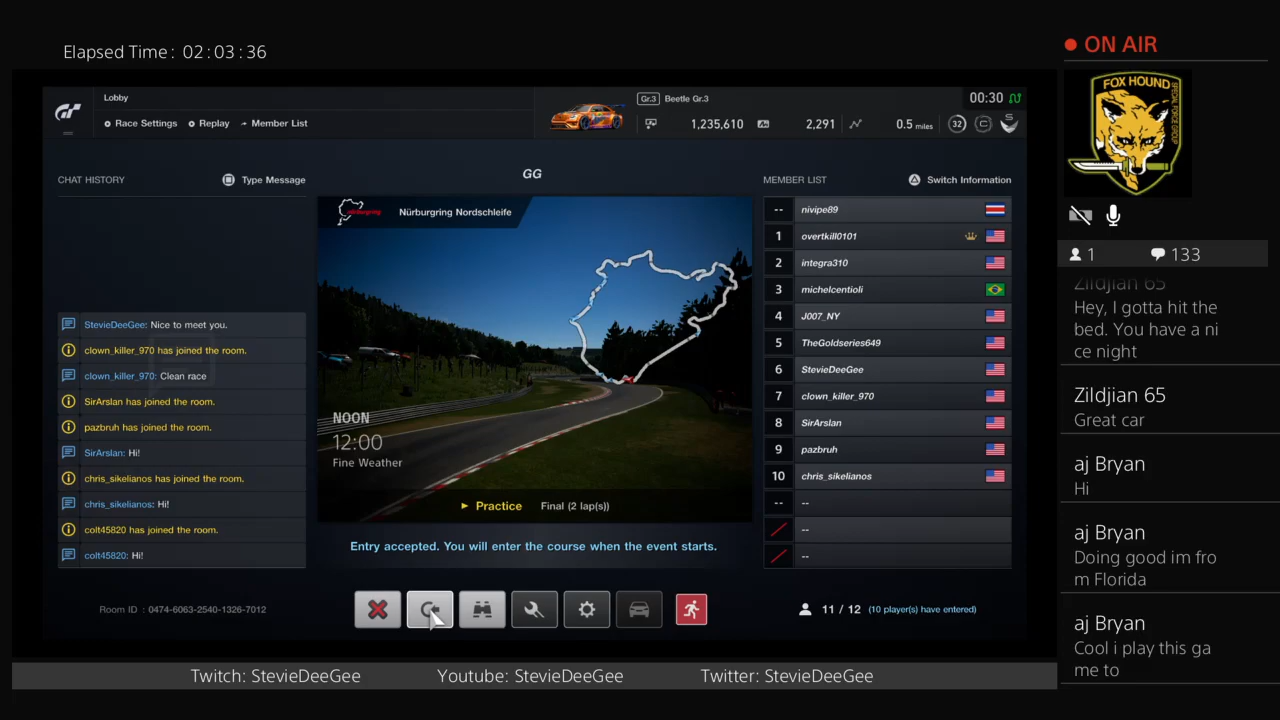 Elapsed Time : 02:03:36
ON AIR
FOX HOUND
SPECIAL FORCE GROUP
Lobby
Race Settings
Replay
Member List
Gr.3 Beetle Gr.3
1,235,610
2,291
0.5 miles
32
C
S
00:30
CHAT HISTORY
Type Message
StevieDeeGee: Nice to meet you.
clown_killer_970 has joined the room.
clown_killer_970: Clean race
SirArslan has joined the room.
pazbruh has joined the room.
SirArslan: Hi!
chris_sikelianos has joined the room.
chris_sikelianos: Hi!
colt45820 has joined the room.
colt45820: Hi!
Room ID : 0474-6063-2540-1326-7012
GG
nürburgring
Nürburgring Nordschleife
NOON
12:00
Fine Weather
Practice Final (2 lap(s))
Entry accepted. You will enter the course when the event starts.
MEMBER LIST
Switch Information
-- nivipe89
1 overtkill0101
2 integra310
3 michelcentioli
4 J007_NY
5 TheGoldseries649
6 StevieDeeGee
7 clown_killer_970
8 SirArslan
9 pazbruh
10 chris_sikelianos
-- --
--
--
11 / 12 (10 player(s) have entered)
1
133
Zildjian 65
Hey, I gotta hit the
bed. You have a ni
ce night
Zildjian 65
Great car
aj Bryan
Hi
aj Bryan
Doing good im fro
m Florida
aj Bryan
Cool i play this ga
me to
Twitch: StevieDeeGee
Youtube: StevieDeeGee
Twitter: StevieDeeGee